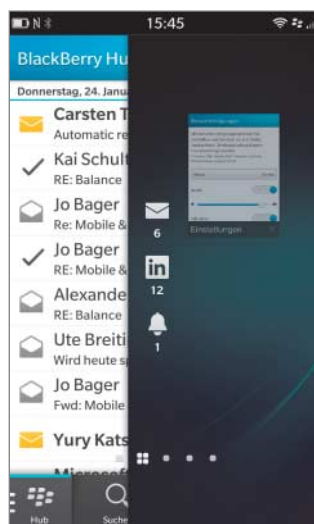 N 15:45
BlackBerry Hu
Donnerstag, 24. Janua
Carsten T
Automatic re
Kai Schult
RE: Balance
Jo Bager
Re: Mobile &
Jo Bager
RE: Mobile &
Alexande
RE: Balance
Ute Breiti
Wird heute s
Jo Bager
Fwd: Mobile
Yury Kats
Microsoft
Hub
Suche
6
in
12
1
Einstellungen